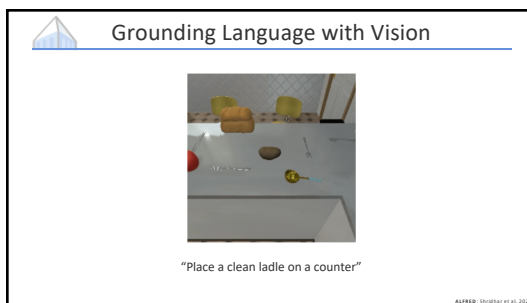 Grounding Language with Vision
“Place a clean ladle on a counter”
ALFRED: Shridhar et al.